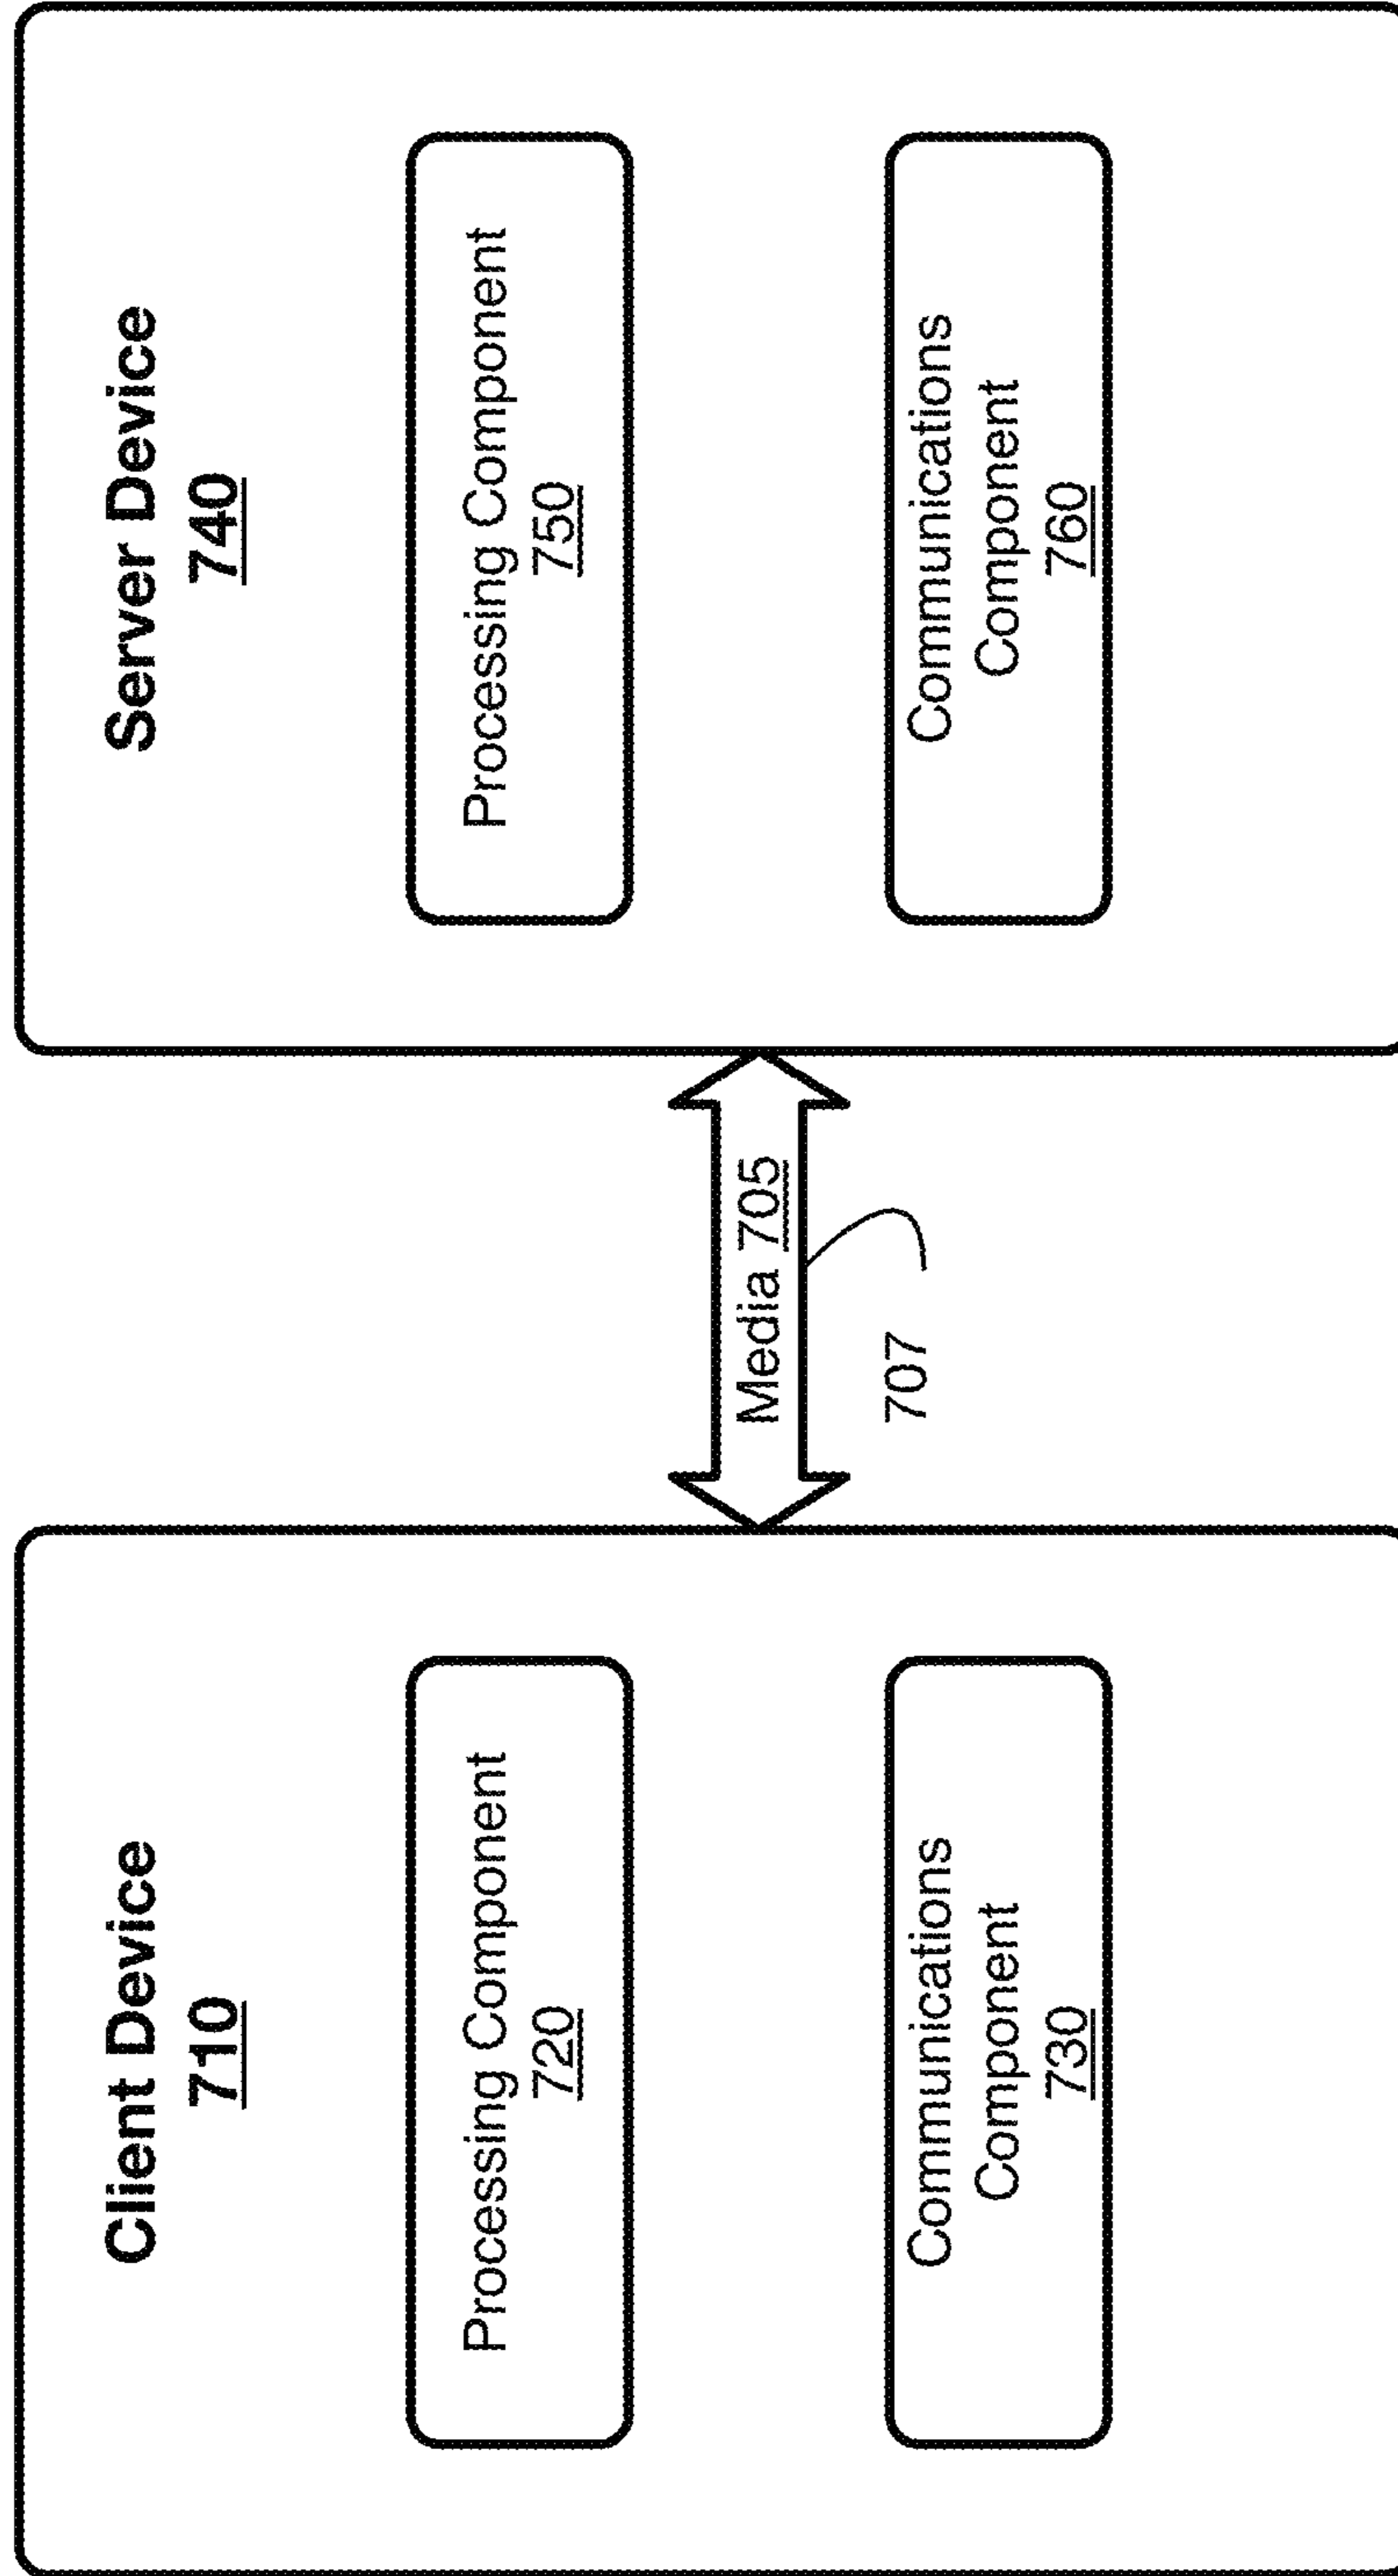 Client Device
710
Processing Component
720
Communications
Component
730
Media 705
707
Server Device
740
Processing Component
750
Communications
Component
760